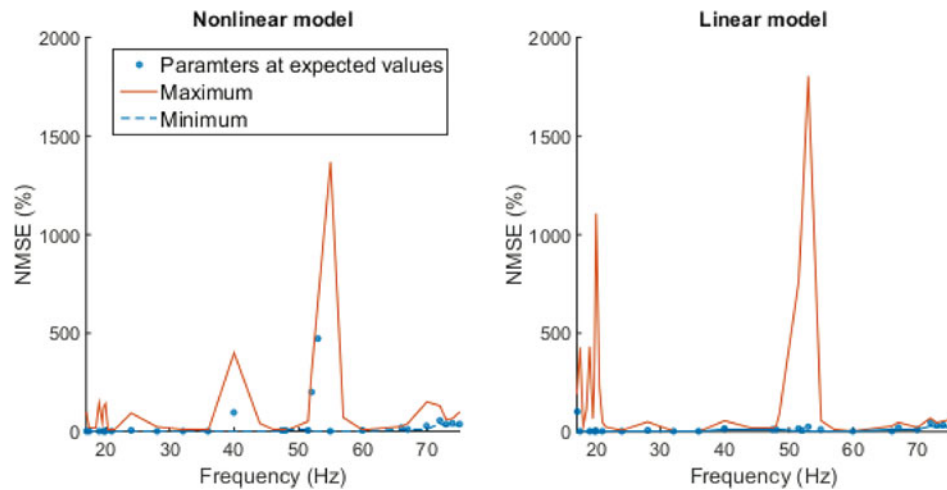 Nonlinear model
2000
1500
1000
500
0
NMSE (%)
20 30 40 50 60 70
Frequency (Hz)
Paramters at expected values
Maximum
Minimum
Linear model
2000
1500
1000
500
0
NMSE (%)
20 30 40 50 60 70
Frequency (Hz)